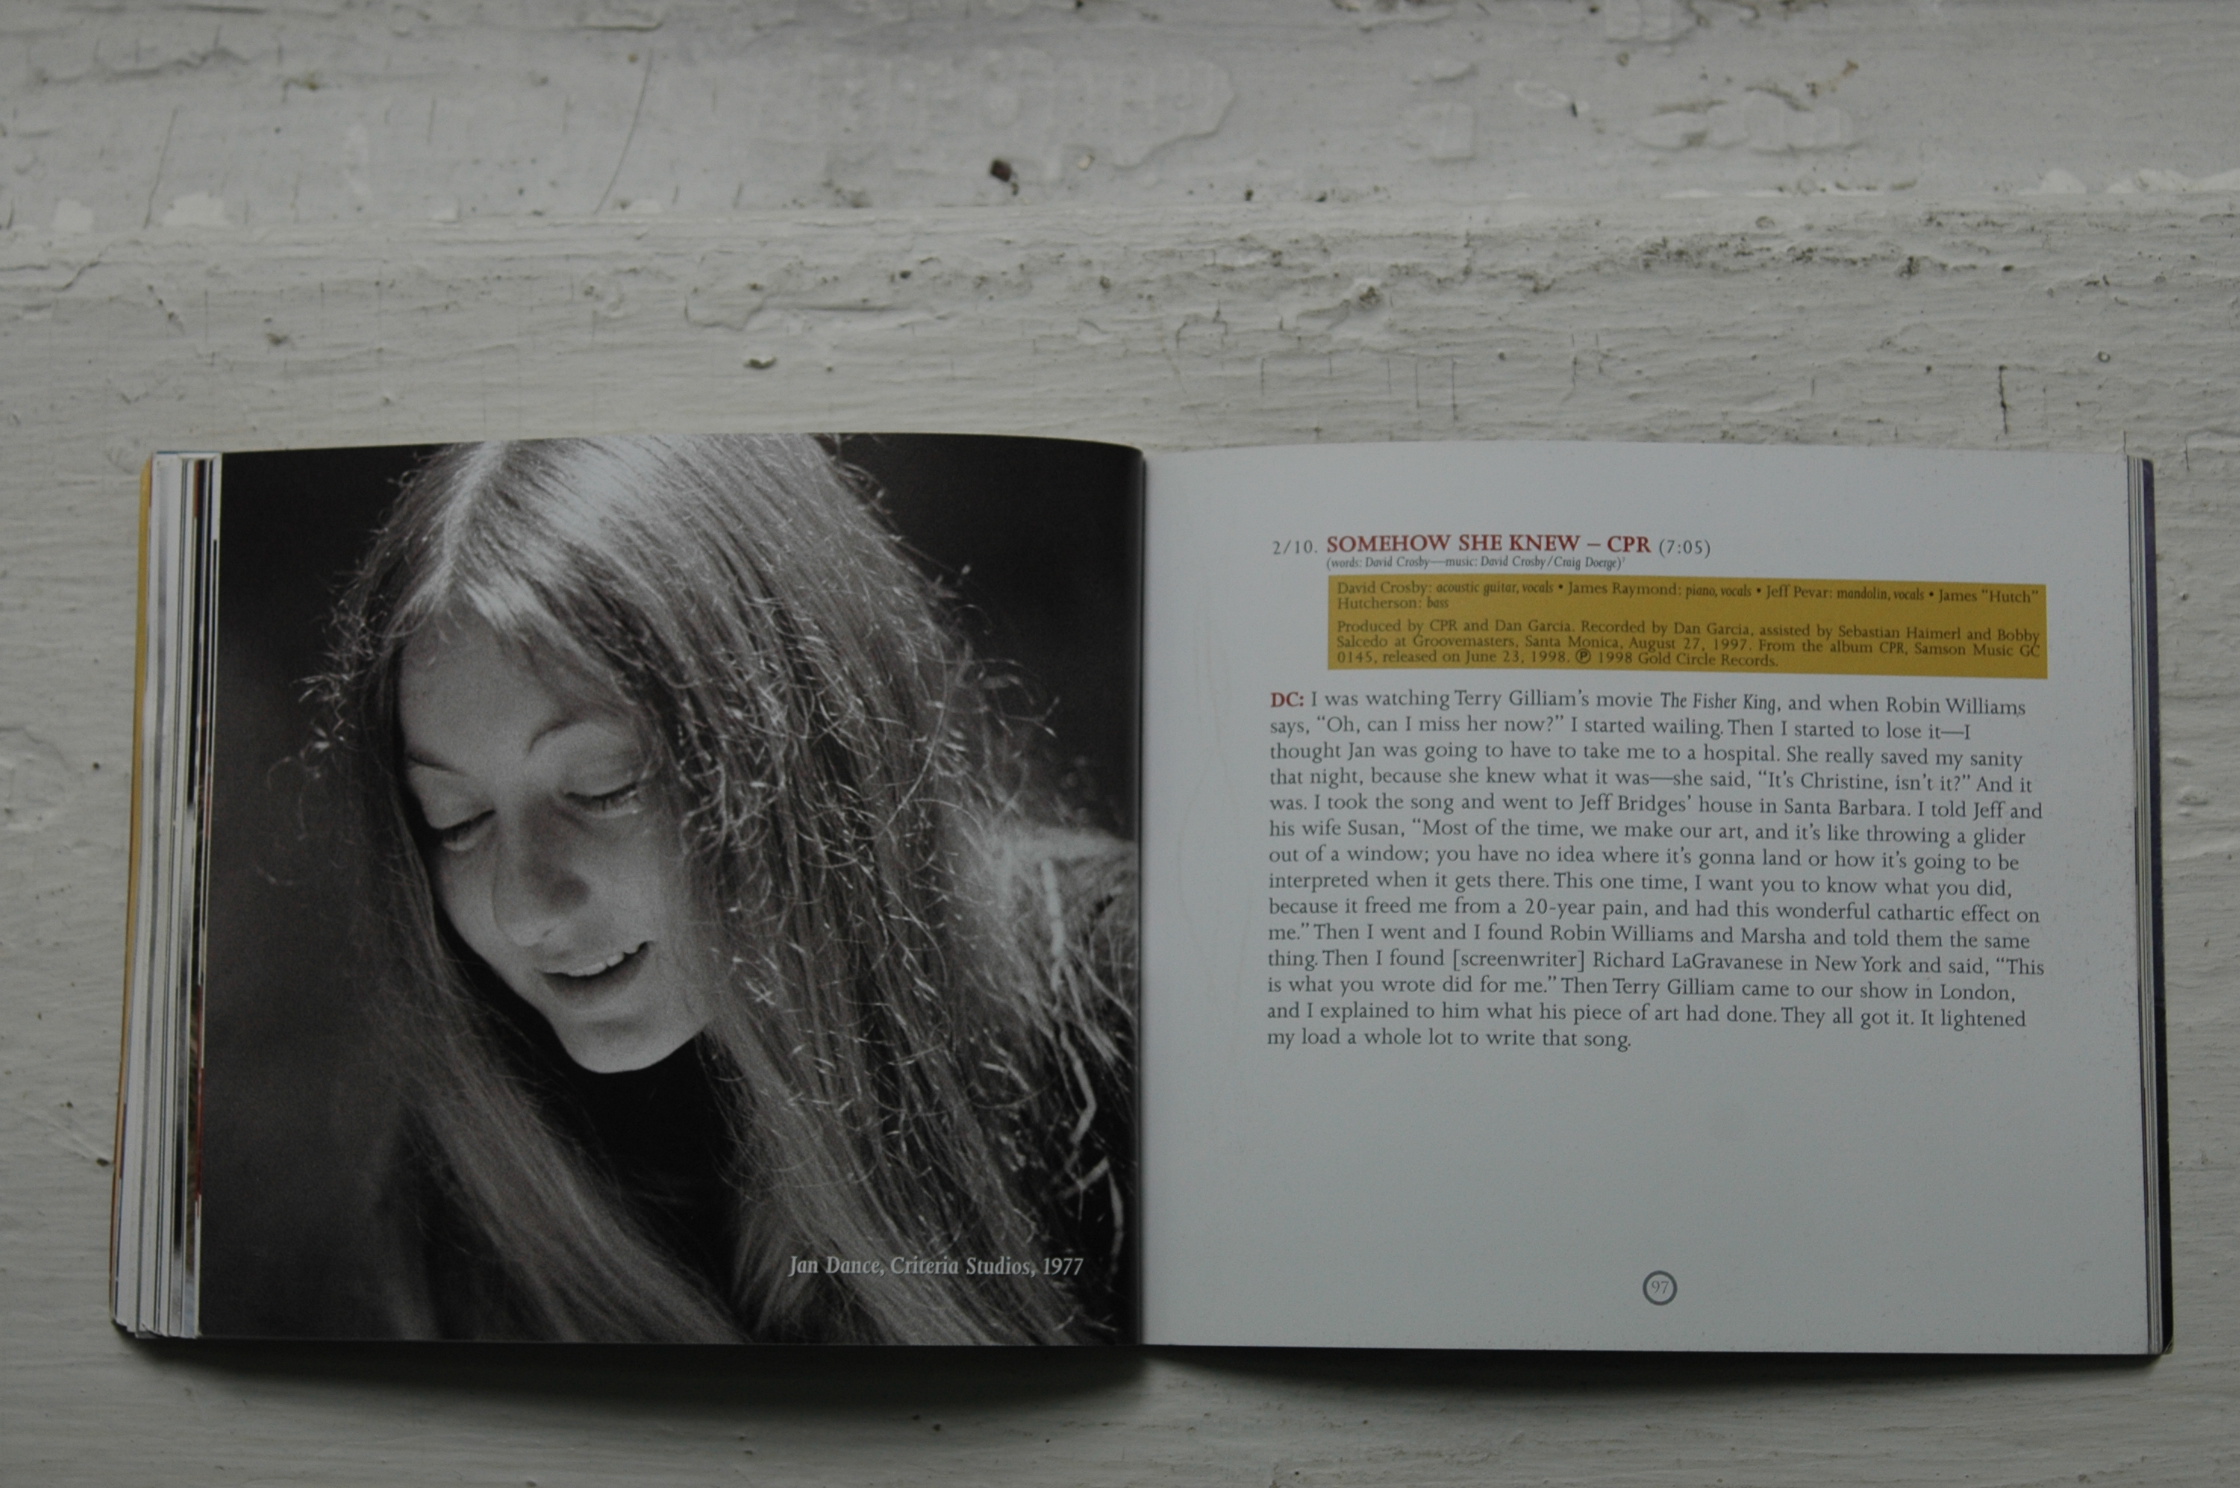 Jan Dance, Criteria Studios, 1977
2/10. SOMEHOW SHE KNEW – CPR (7:05)
(words: David Crosby—music: David Crosby/Craig Doerge)
David Crosby: acoustic guitar, vocals • James Raymond: piano, vocals • Jeff Pevar: mandolin, vocals • James "Hutch"
Hutcherson: bass
Produced by CPR and Dan Garcia. Recorded by Dan Garcia, assisted by Sebastian Haimerl and Bobby
Salcedo at Groovemasters, Santa Monica, August 27, 1997. From the album CPR, Samson Music GC
0145, released on June 23, 1998. ℗ 1998 Gold Circle Records.
DC: I was watching Terry Gilliam's movie The Fisher King, and when Robin Williams
says, "Oh, can I miss her now?" I started wailing. Then I started to lose it—I
thought Jan was going to have to take me to a hospital. She really saved my sanity
that night, because she knew what it was—she said, "It's Christine, isn't it?" And it
was. I took the song and went to Jeff Bridges' house in Santa Barbara. I told Jeff and
his wife Susan, "Most of the time, we make our art, and it's like throwing a glider
out of a window; you have no idea where it's gonna land or how it's going to be
interpreted when it gets there. This one time, I want you to know what you did,
because it freed me from a 20-year pain, and had this wonderful cathartic effect on
me." Then I went and I found Robin Williams and Marsha and told them the same
thing. Then I found [screenwriter] Richard LaGravanese in New York and said, "This
is what you wrote did for me." Then Terry Gilliam came to our show in London,
and I explained to him what his piece of art had done. They all got it. It lightened
my load a whole lot to write that song.
97